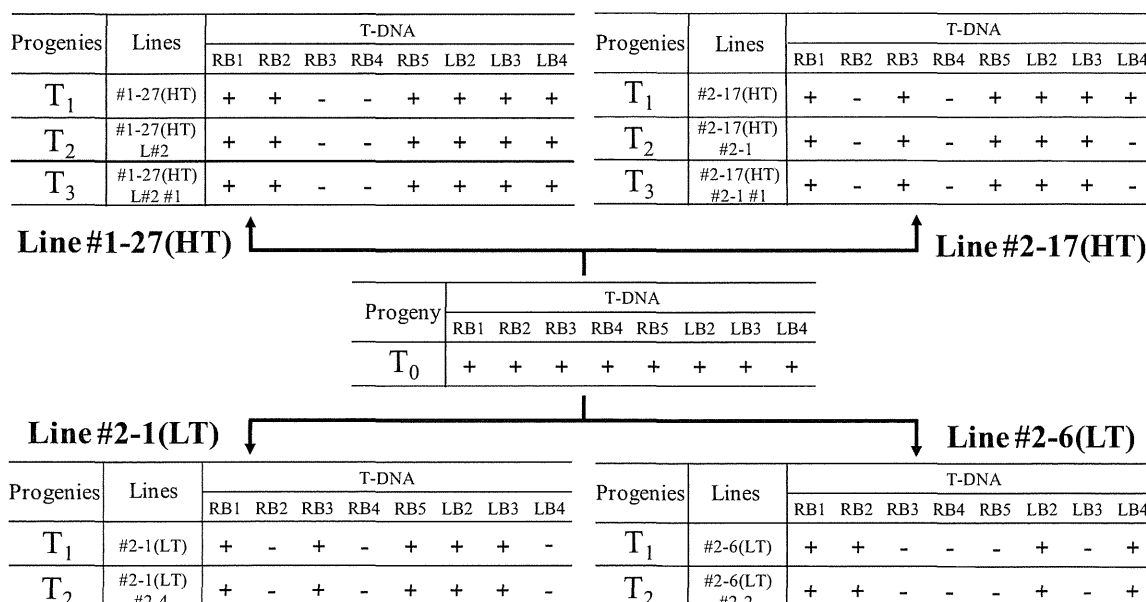 Progenies Lines T-DNA
RB1 RB2 RB3 RB4 RB5 LB2 LB3 LB4
T1 #1-27(HT) + + - - + + + +
T2 #1-27(HT) L#2 + + - - + + + +
T3 #1-27(HT) L#2 #1 + + - - + + + +
Line #1-27(HT)
Progenies Lines T-DNA
RB1 RB2 RB3 RB4 RB5 LB2 LB3 LB4
T1 #2-17(HT) + - + - + + + +
T2 #2-17(HT) #2-1 + - + - + + + -
T3 #2-17(HT) #2-1 #1 + - + - + + + -
Line #2-17(HT)
Progeny T-DNA
RB1 RB2 RB3 RB4 RB5 LB2 LB3 LB4
T0 + + + + + + + +
Line #2-1(LT)
Progenies Lines T-DNA
RB1 RB2 RB3 RB4 RB5 LB2 LB3 LB4
T1 #2-1(LT) + - + - + + + -
T2 #2-1(LT) #2-4 + - + - + + + -
Line #2-6(LT)
Progenies Lines T-DNA
RB1 RB2 RB3 RB4 RB5 LB2 LB3 LB4
T1 #2-6(LT) + + - - - + - +
T2 #2-6(LT) #2-2 + + - - - + - +